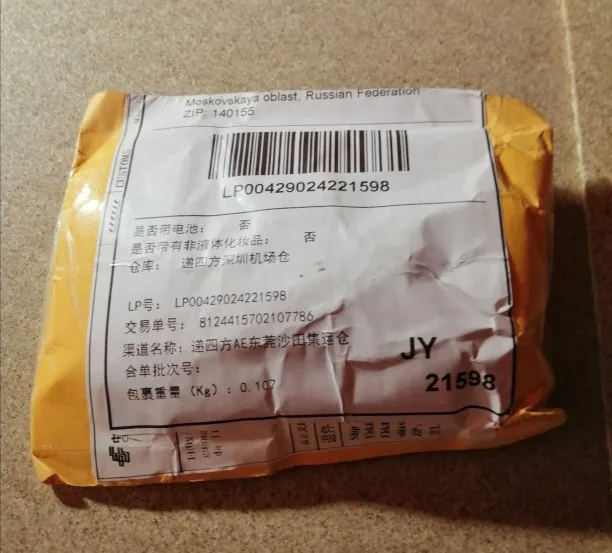 Moskovskaya oblast, Russian Federation
ZIP: 140155
CUSTOMS
LP00429024221598
是否带电池： 否
是否带有非液体化妆品： 否
仓库： 递四方深圳机场仓
LP号： LP00429024221598
交易单号： 8124415702107786
渠道名称：递四方AE东莞沙田集运仓
合单批次号：
包裹重量（Kg）：0.107
JY
21598